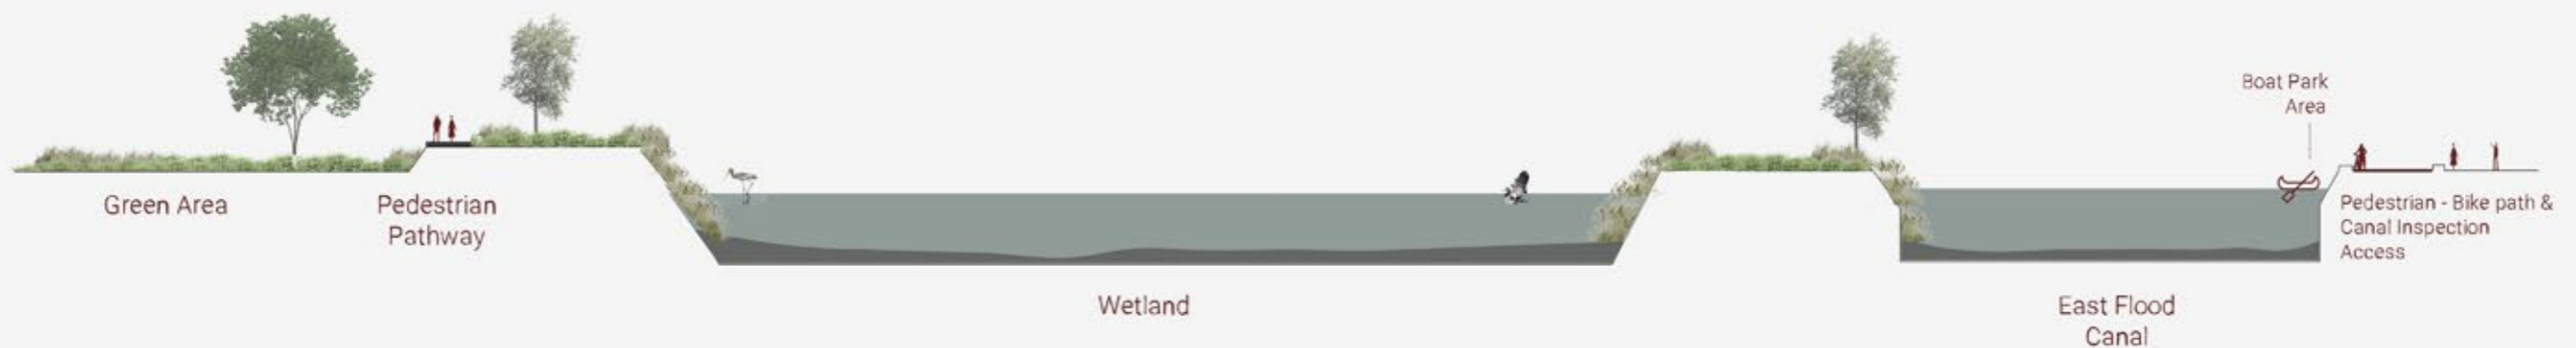 Green Area
Pedestrian
Pathway
Wetland
East Flood
Canal
Boat Park
Area
Pedestrian - Bike path &
Canal Inspection
Access